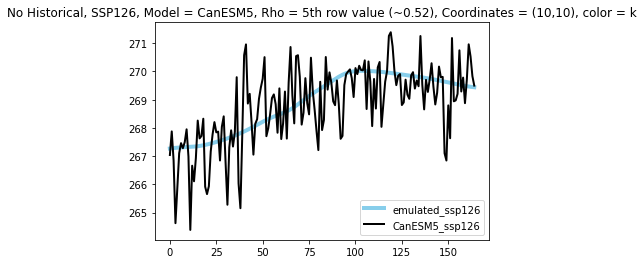 No Historical, SSP126, Model = CanESM5, Rho = 5th row value (~0.52), Coordinates = (10,10), color = k
271
270
269
268
267
266
265
0 25 50 75 100 125 150
emulated_ssp126
CanESM5_ssp126